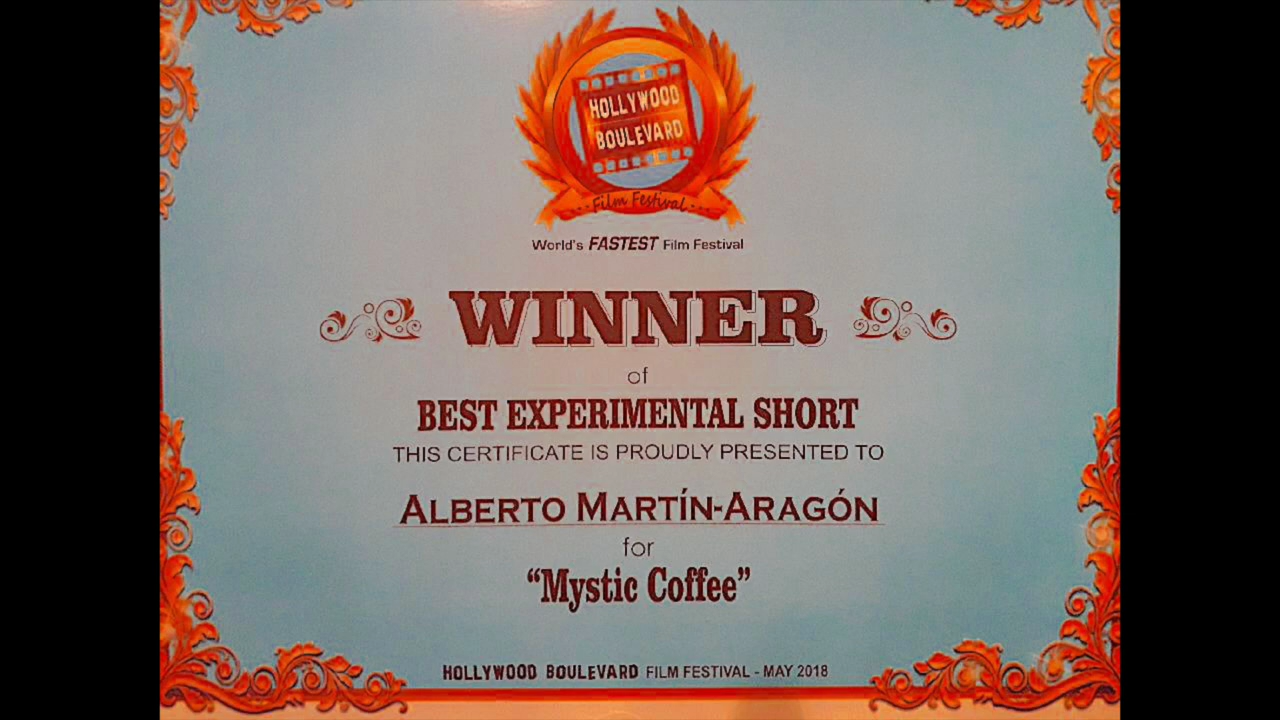 HOLLYWOOD
BOULEVARD
Film Festival
World's FASTEST Film Festival
WINNER
of
BEST EXPERIMENTAL SHORT
THIS CERTIFICATE IS PROUDLY PRESENTED TO
ALBERTO MARTÍN-ARAGÓN
for
“Mystic Coffee”
HOLLYWOOD BOULEVARD FILM FESTIVAL - MAY 2018